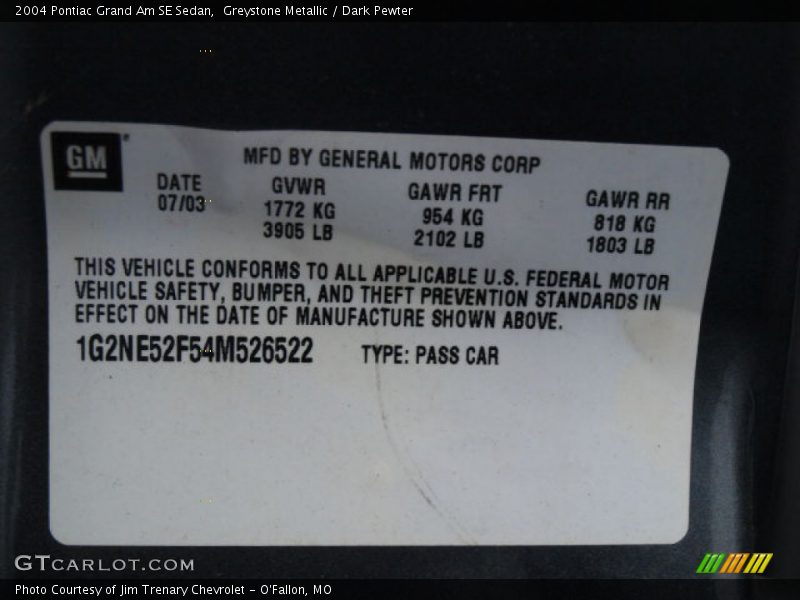 2004 Pontiac Grand Am SE Sedan,  Greystone Metallic / Dark Pewter
GM
MFD BY GENERAL MOTORS CORP
DATE GVWR GAWR FRT GAWR RR
07/03 1772 KG 954 KG 818 KG
3905 LB 2102 LB 1803 LB
THIS VEHICLE CONFORMS TO ALL APPLICABLE U.S. FEDERAL MOTOR
VEHICLE SAFETY, BUMPER, AND THEFT PREVENTION STANDARDS IN
EFFECT ON THE DATE OF MANUFACTURE SHOWN ABOVE.
1G2NE52F54M526522 TYPE: PASS CAR
GTCARLOT.COM
Photo Courtesy of Jim Trenary Chevrolet - O'Fallon, MO